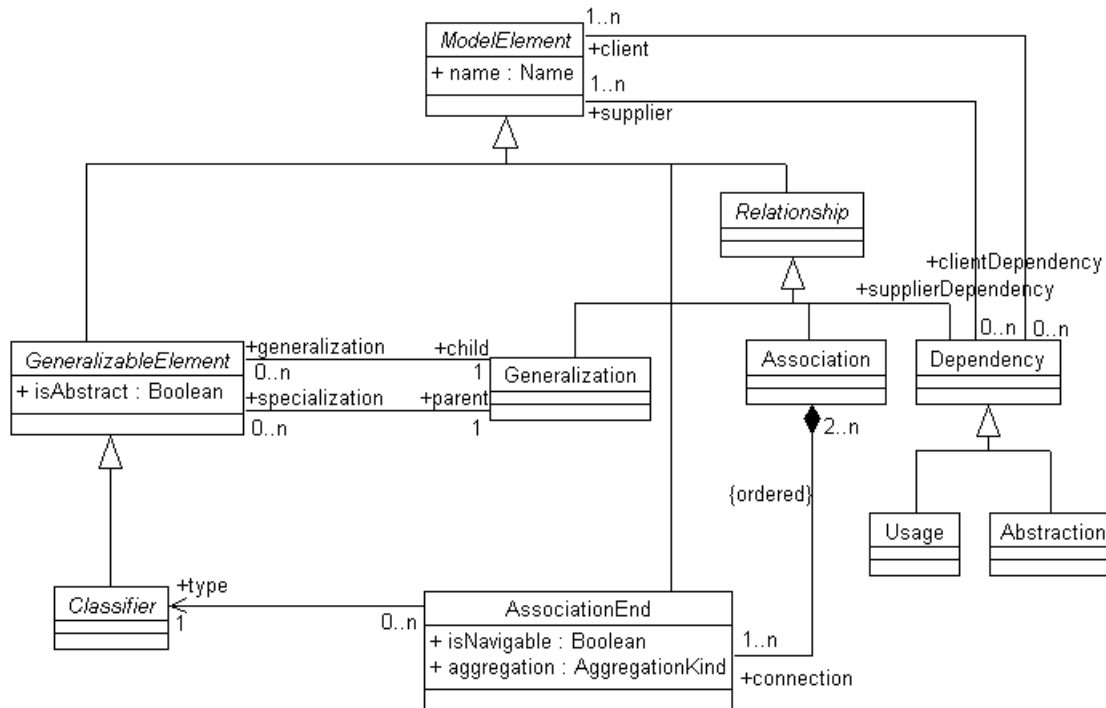 1..n
ModelElement
+client
+ name : Name
1..n
+supplier
Relationship
+clientDependency
+supplierDependency
0..n
0..n
GeneralizableElement
+ isAbstract : Boolean
+generalization
+child
0..n
1
+specialization
+parent
0..n
1
Generalization
Association
Dependency
2..n
{ordered}
Usage
Abstraction
Classifier
+type
1
0..n
AssociationEnd
+ isNavigable : Boolean
+ aggregation : AggregationKind
1..n
+connection